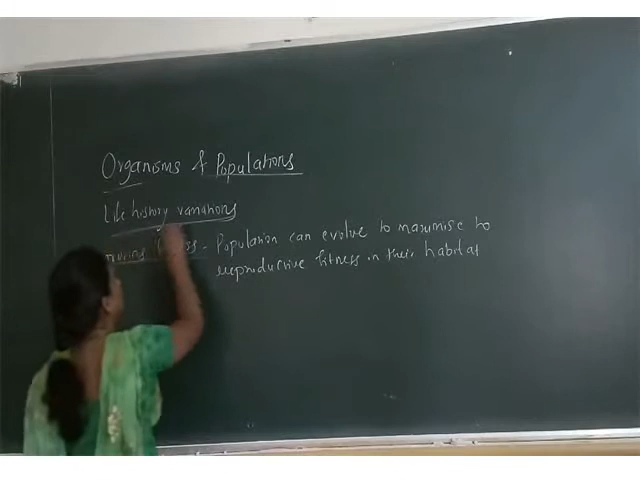 Organisms & Populations
Life history variations
Population can evolve to maximise to
reproductive fitness in their habitat